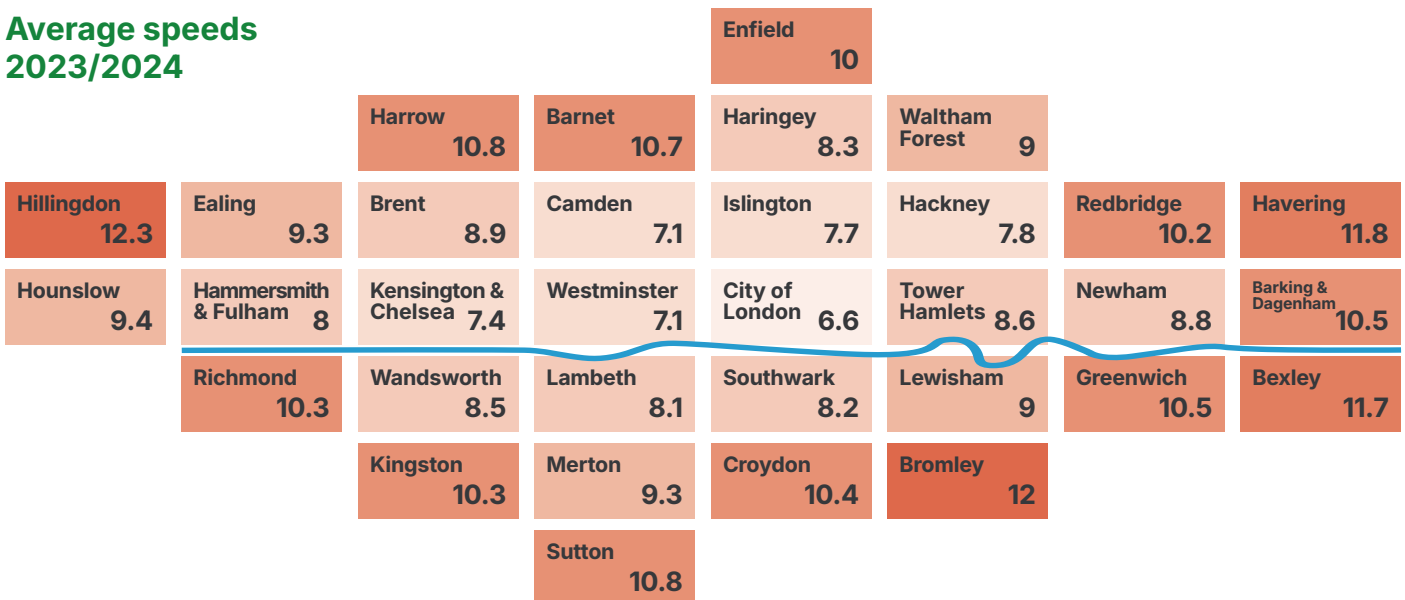 Average speeds
2023/2024
Enfield
10
Harrow
10.8
Barnet
10.7
Haringey
8.3
Waltham
Forest
9
Hillingdon
12.3
Ealing
9.3
Brent
8.9
Camden
7.1
Islington
7.7
Hackney
7.8
Redbridge
10.2
Havering
11.8
Hounslow
9.4
Hammersmith
& Fulham
8
Kensington &
Chelsea
7.4
Westminster
7.1
City of
London
6.6
Tower
Hamlets
8.6
Newham
8.8
Barking &
Dagenham
10.5
Richmond
10.3
Wandsworth
8.5
Lambeth
8.1
Southwark
8.2
Lewisham
9
Greenwich
10.5
Bexley
11.7
Kingston
10.3
Merton
9.3
Croydon
10.4
Bromley
12
Sutton
10.8